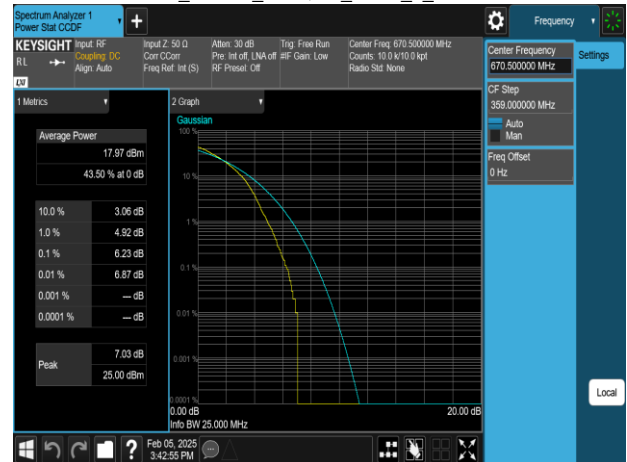 Spectrum Analyzer 1
Power Stat CCDF
Frequency
KEYSIGHT
RL
LXI
Input: RF
Coupling: DC
Align: Auto
Input Z: 50 Ω
Corr CCorr
Freq Ref: Int (S)
Atten: 30 dB
Pre: Int off, LNA off
RF Presel: Off
Trig: Free Run
#IF Gain: Low
Center Freq: 670.500000 MHz
Counts: 10.0 k/10.0 kpt
Radio Std: None
Center Frequency
670.500000 MHz
Settings
CF Step
359.000000 MHz
Auto
Man
Freq Offset
0 Hz
1 Metrics
Average Power
17.97 dBm
43.50 % at 0 dB
10.0 % 3.06 dB
1.0 % 4.92 dB
0.1 % 6.23 dB
0.01 % 6.87 dB
0.001 % --- dB
0.0001 % --- dB
Peak
7.03 dB
25.00 dBm
2 Graph
Gaussian
100 %
10 %
1 %
0.1 %
0.01 %
0.001 %
0.0001 %
0.00 dB 20.00 dB
Info BW 25.000 MHz
Local
?
Feb 05, 2025
3:42:55 PM